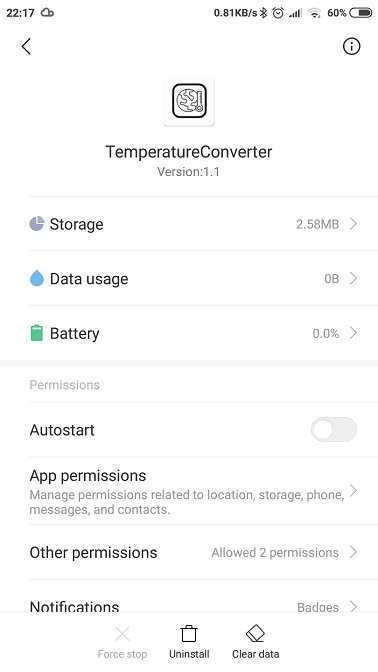 22:17
0.81KB/s
60%
TemperatureConverter
Version:1.1
Storage
2.58MB
Data usage
0B
Battery
0.0%
Permissions
Autostart
App permissions
Manage permissions related to location, storage, phone,
messages, and contacts.
Other permissions
Allowed 2 permissions
Notifications
Badges
Force stop
Uninstall
Clear data